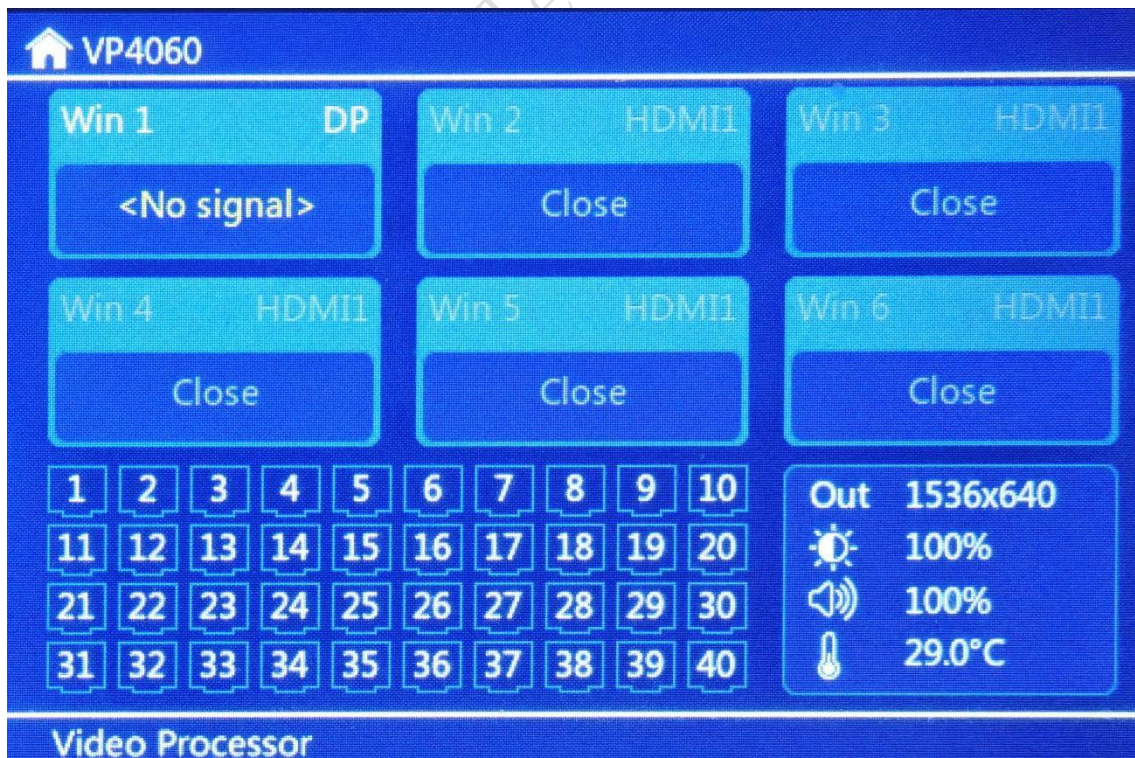 VP4060
Win 1 DP
Win 2 HDMI1
Win 3 HDMI1
<No signal>
Close
Close
Win 4 HDMI1
Win 5 HDMI1
Win 6 HDMI1
Close
Close
Close
1 2 3 4 5 6 7 8 9 10
11 12 13 14 15 16 17 18 19 20
21 22 23 24 25 26 27 28 29 30
31 32 33 34 35 36 37 38 39 40
Out 1536x640
100%
100%
29.0°C
Video Processor